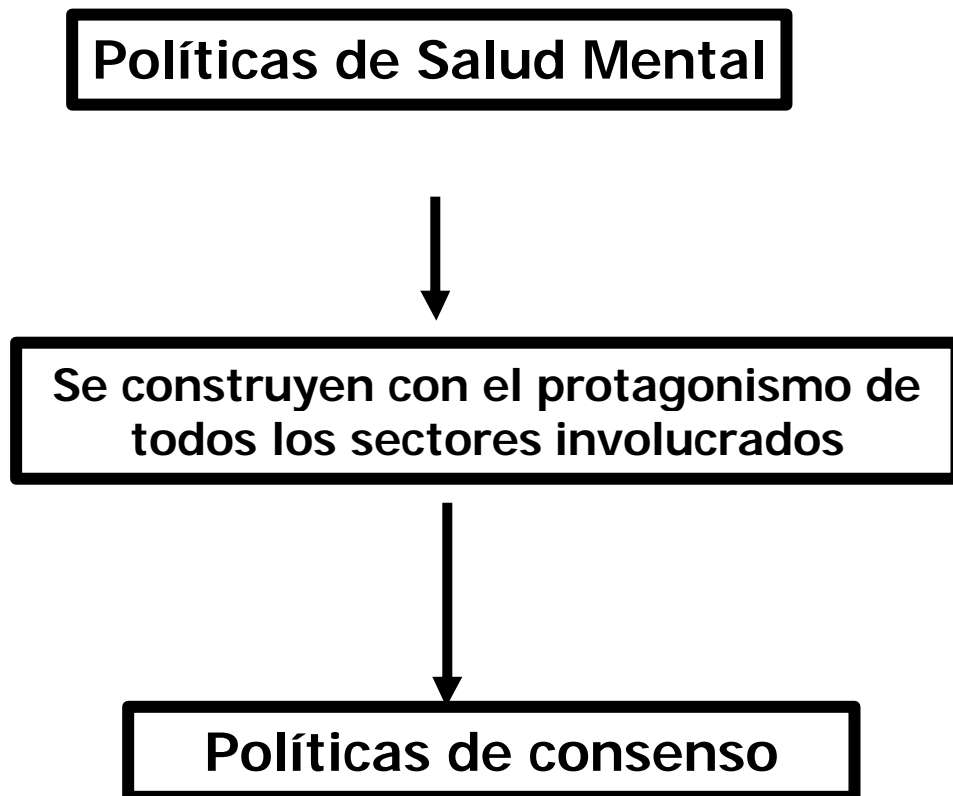 Políticas de Salud Mental
Se construyen con el protagonismo de
todos los sectores involucrados
Políticas de consenso